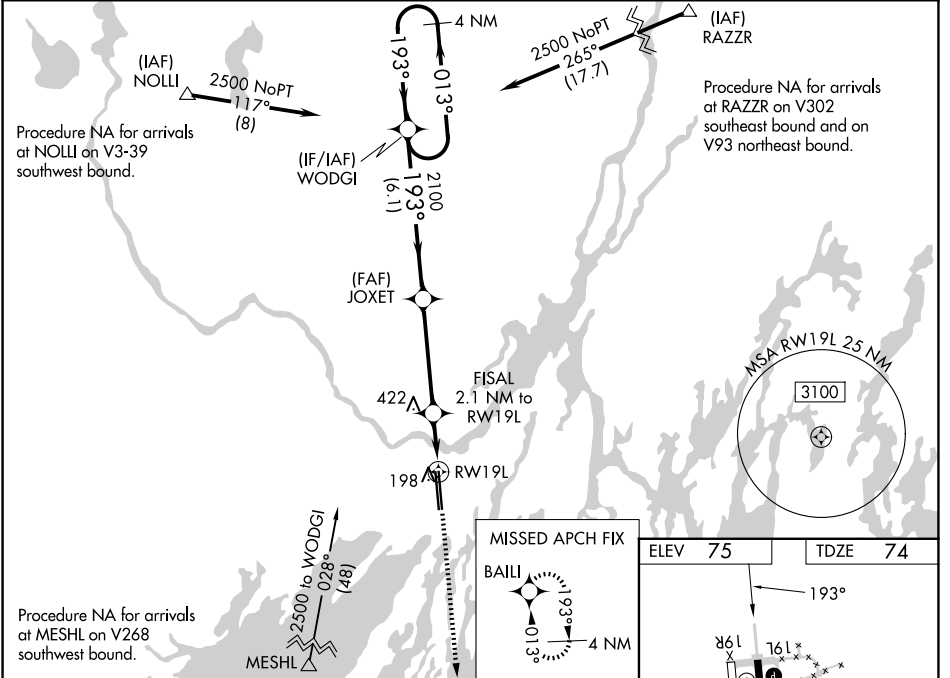 4 NM
193°
013°
(IAF)
NOLLI
2500 NoPT
117°
(8)
Procedure NA for arrivals
at NOLLI on V3-39
southwest bound.
2500 NoPT
265°
(17.7)
(IAF)
RAZZR
Procedure NA for arrivals
at RAZZR on V302
southeast bound and on
V93 northeast bound.
(IF/IAF)
WODGI
2100
193°
(6.1)
(FAF)
JOXET
FISAL
2.1 NM to
RW19L
422
198
RW19L
MSA RW19L 25 NM
3100
2500 to WODGI
028°
(48)
Procedure NA for arrivals
at MESHL on V268
southwest bound.
MESHL
MISSED APCH FIX
BAILI
193°
013°
4 NM
ELEV 75
TDZE 74
193°
19R
19L